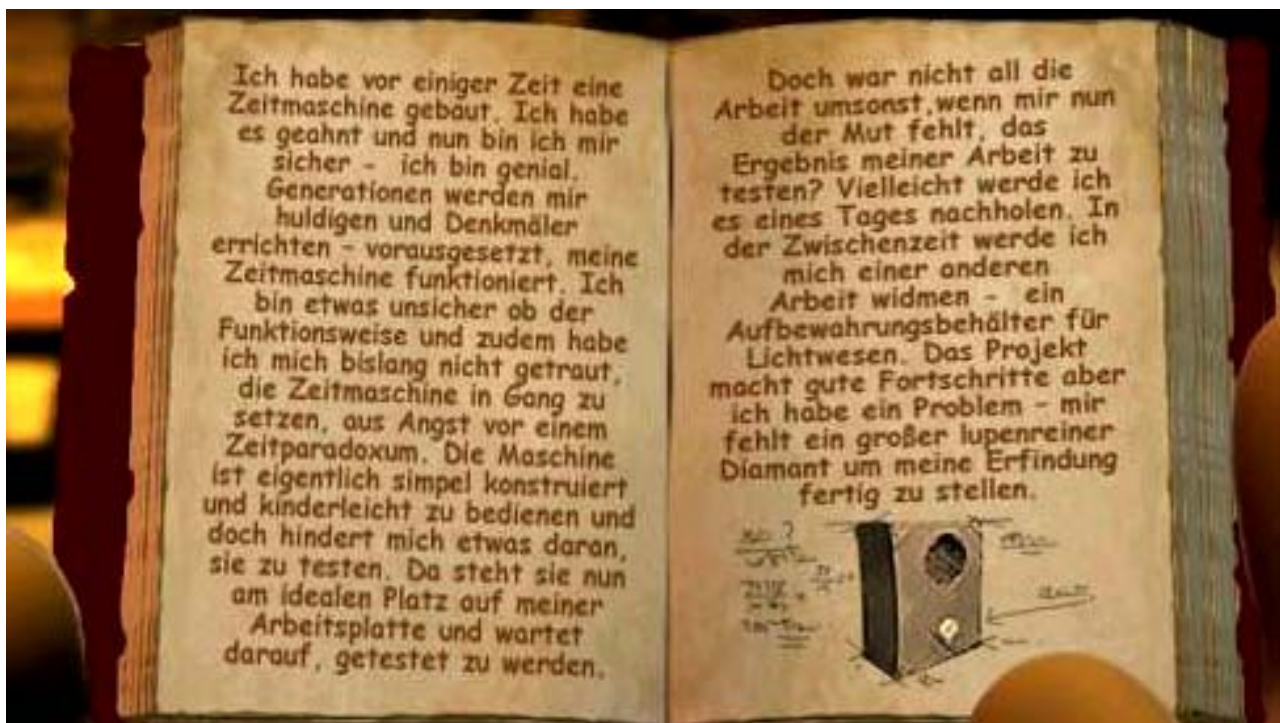 Ich habe vor einiger Zeit eine
Zeitmaschine gebaut. Ich habe
es geahnt und nun bin ich mir
sicher - ich bin genial.
Generationen werden mir
huldigen und Denkmäler
errichten - vorausgesetzt, meine
Zeitmaschine funktioniert. Ich
bin etwas unsicher ob der
Funktionsweise und zudem habe
ich mich bislang nicht getraut,
die Zeitmaschine in Gang zu
setzen, aus Angst vor einem
Zeitparadoxum. Die Maschine
ist eigentlich simpel konstruiert
und kinderleicht zu bedienen und
doch hindert mich etwas daran,
sie zu testen. Da steht sie nun
am idealen Platz auf meiner
Arbeitsplatte und wartet
darauf, getestet zu werden.
Doch war nicht all die
Arbeit umsonst,wenn mir nun
der Mut fehlt, das
Ergebnis meiner Arbeit zu
testen? Vielleicht werde ich
es eines Tages nachholen. In
der Zwischenzeit werde ich
mich einer anderen
Arbeit widmen - ein
Aufbewahrungsbehälter für
Lichtwesen. Das Projekt
macht gute Fortschritte aber
ich habe ein Problem - mir
fehlt ein großer lupenreiner
Diamant um meine Erfindung
fertig zu stellen.